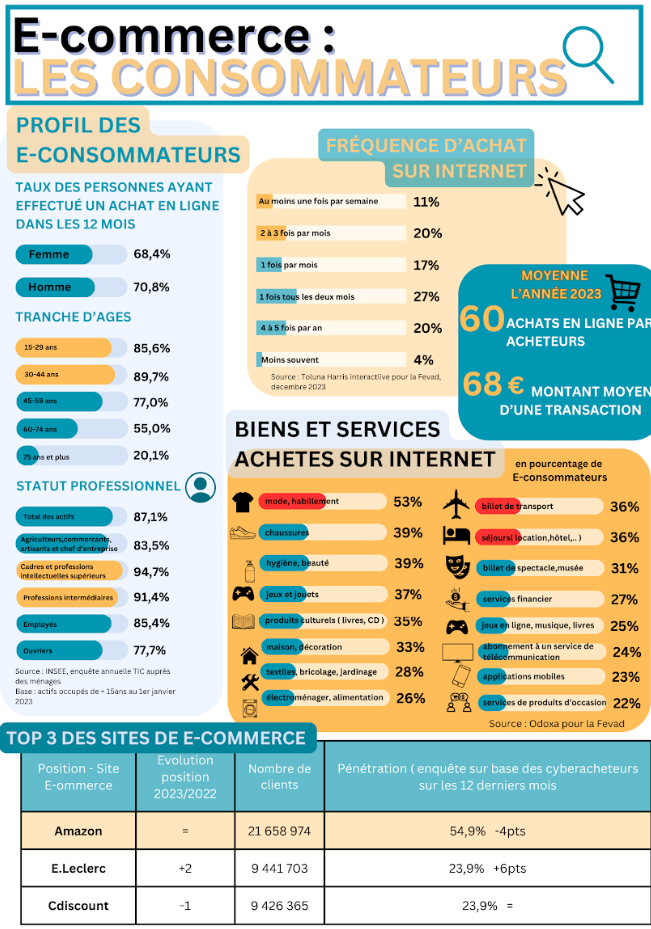 E-commerce :
LES CONSOMMATEURS
PROFIL DES
E-CONSOMMATEURS
TAUX DES PERSONNES AYANT
EFFECTUÉ UN ACHAT EN LIGNE
DANS LES 12 MOIS
Femme 68,4%
Homme 70,8%
TRANCHE D'AGES
15-29 ans 85,6%
30-44 ans 89,7%
45-59 ans 77,0%
60-74 ans 55,0%
75 ans et plus 20,1%
STATUT PROFESSIONNEL
Total des actifs 87,1%
Agriculteurs,commerçants,
artisants et chef d'entreprise 83,5%
Cadres et professions
intellectuelles supérieurs 94,7%
Professions intermédiaires 91,4%
Employés 85,4%
Ouvriers 77,7%
Source : INSEE, enquête annuelle TIC auprès
des ménages
Base : actifs occupés de + 15ans au 1er janvier
2023
FRÉQUENCE D'ACHAT
SUR INTERNET
Au moins une fois par semaine 11%
2 à 3 fois par mois 20%
1 fois par mois 17%
1 fois tous les deux mois 27%
4 à 5 fois par an 20%
Moins souvent 4%
Source : Toluna Harris interactiive pour la Fevad,
decembre 2023
MOYENNE
L'ANNÉE 2023
60 ACHATS EN LIGNE PAR
ACHETEURS
68 € MONTANT MOYEN
D'UNE TRANSACTION
BIENS ET SERVICES
ACHETES SUR INTERNET
en pourcentage de
E-consommateurs
mode, habillement 53%
chaussures 39%
hygiène, beauté 39%
jeux et jouets 37%
produits culturels ( livres, CD ) 35%
maison, décoration 33%
textiles, bricolage, jardinage 28%
électroménager, alimentation 26%
billet de transport 36%
séjours( location,hôtel,.. ) 36%
billet de spectacle,musée 31%
services financier 27%
jeux en ligne, musique, livres 25%
abonnement à un service de
télécommunication 24%
applications mobiles 23%
services de produits d'occasion 22%
Source : Odoxa pour la Fevad
TOP 3 DES SITES DE E-COMMERCE
Position - Site
E-ommerce
Evolution
position
2023/2022
Nombre de
clients
Pénétration ( enquête sur base des cyberacheteurs
sur les 12 derniers mois
Amazon = 21 658 974 54,9% -4pts
E.Leclerc +2 9 441 703 23,9% +6pts
Cdiscount -1 9 426 365 23,9% =